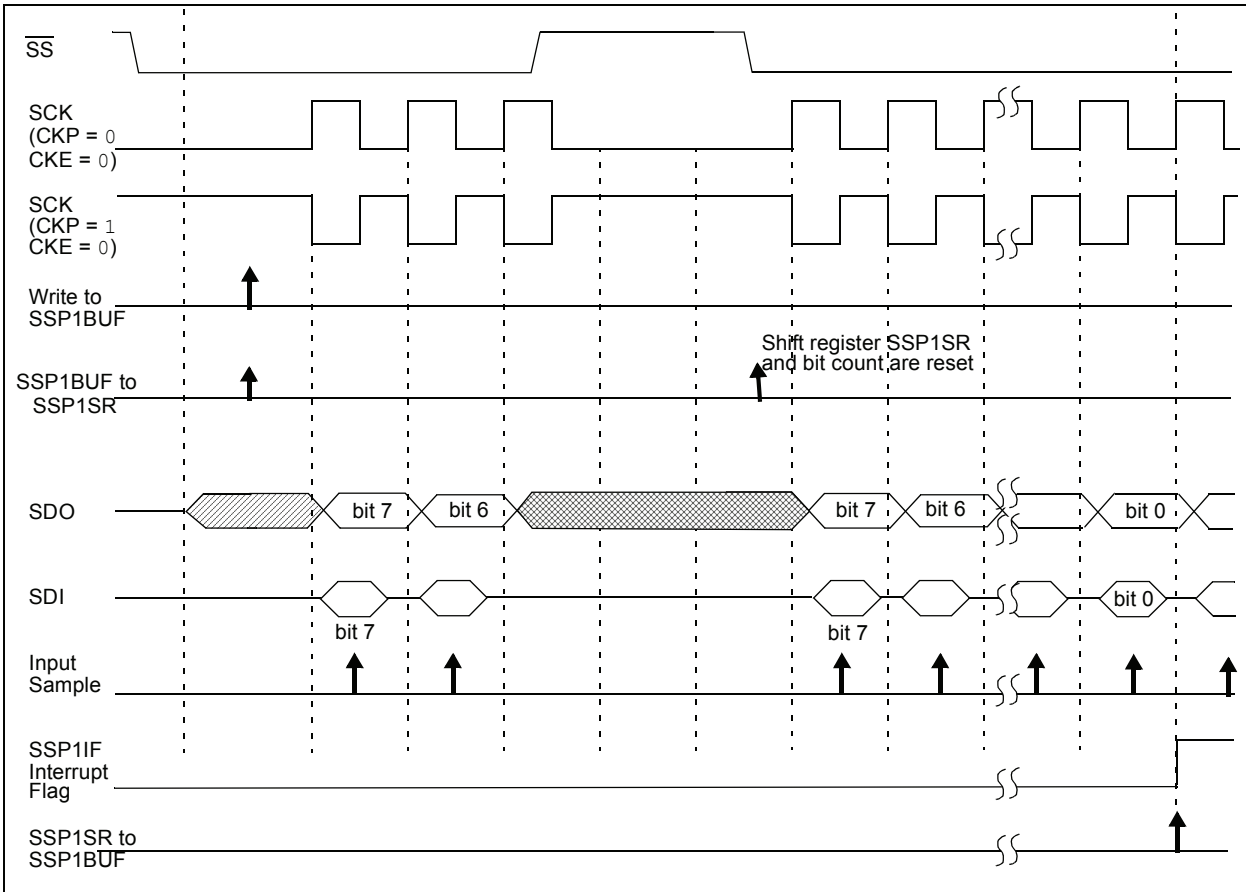 SS
SCK
(CKP = 0
CKE = 0)
SCK
(CKP = 1
CKE = 0)
Write to
SSP1BUF
Shift register SSP1SR
and bit count are reset
SSP1BUF to
SSP1SR
SDO
bit 7
bit 6
bit 7
bit 6
bit 0
SDI
bit 0
bit 7
bit 7
Input
Sample
SSP1IF
Interrupt
Flag
SSP1SR to
SSP1BUF